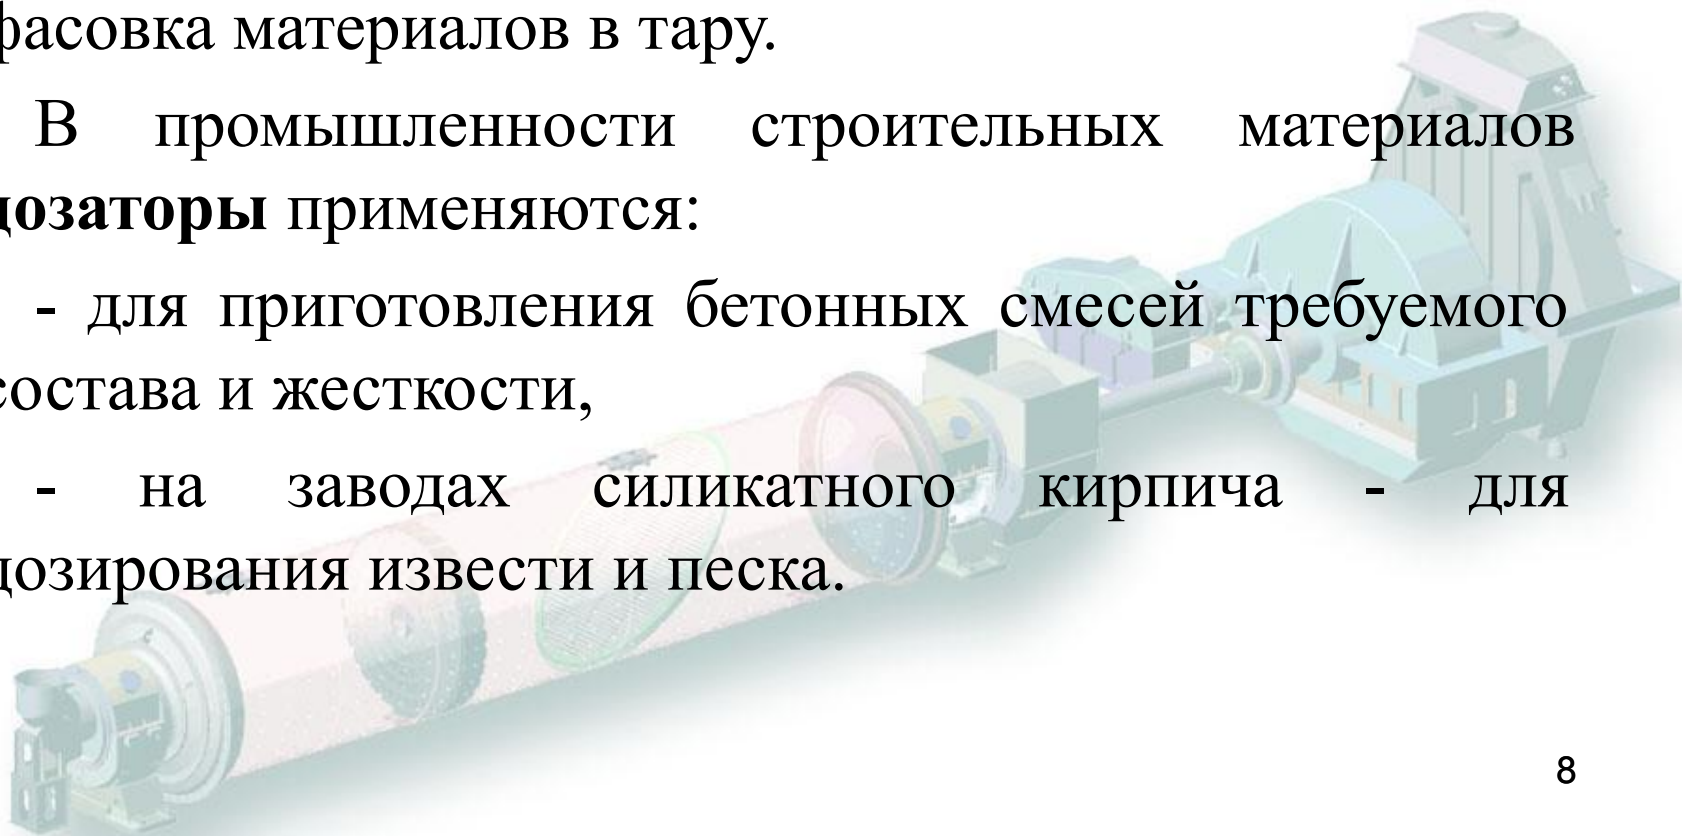 фасовка материалов в тару.
В промышленности строительных материалов
дозаторы применяются:
- для приготовления бетонных смесей требуемого
состава и жесткости,
- на заводах силикатного кирпича - для
дозирования извести и песка.
8